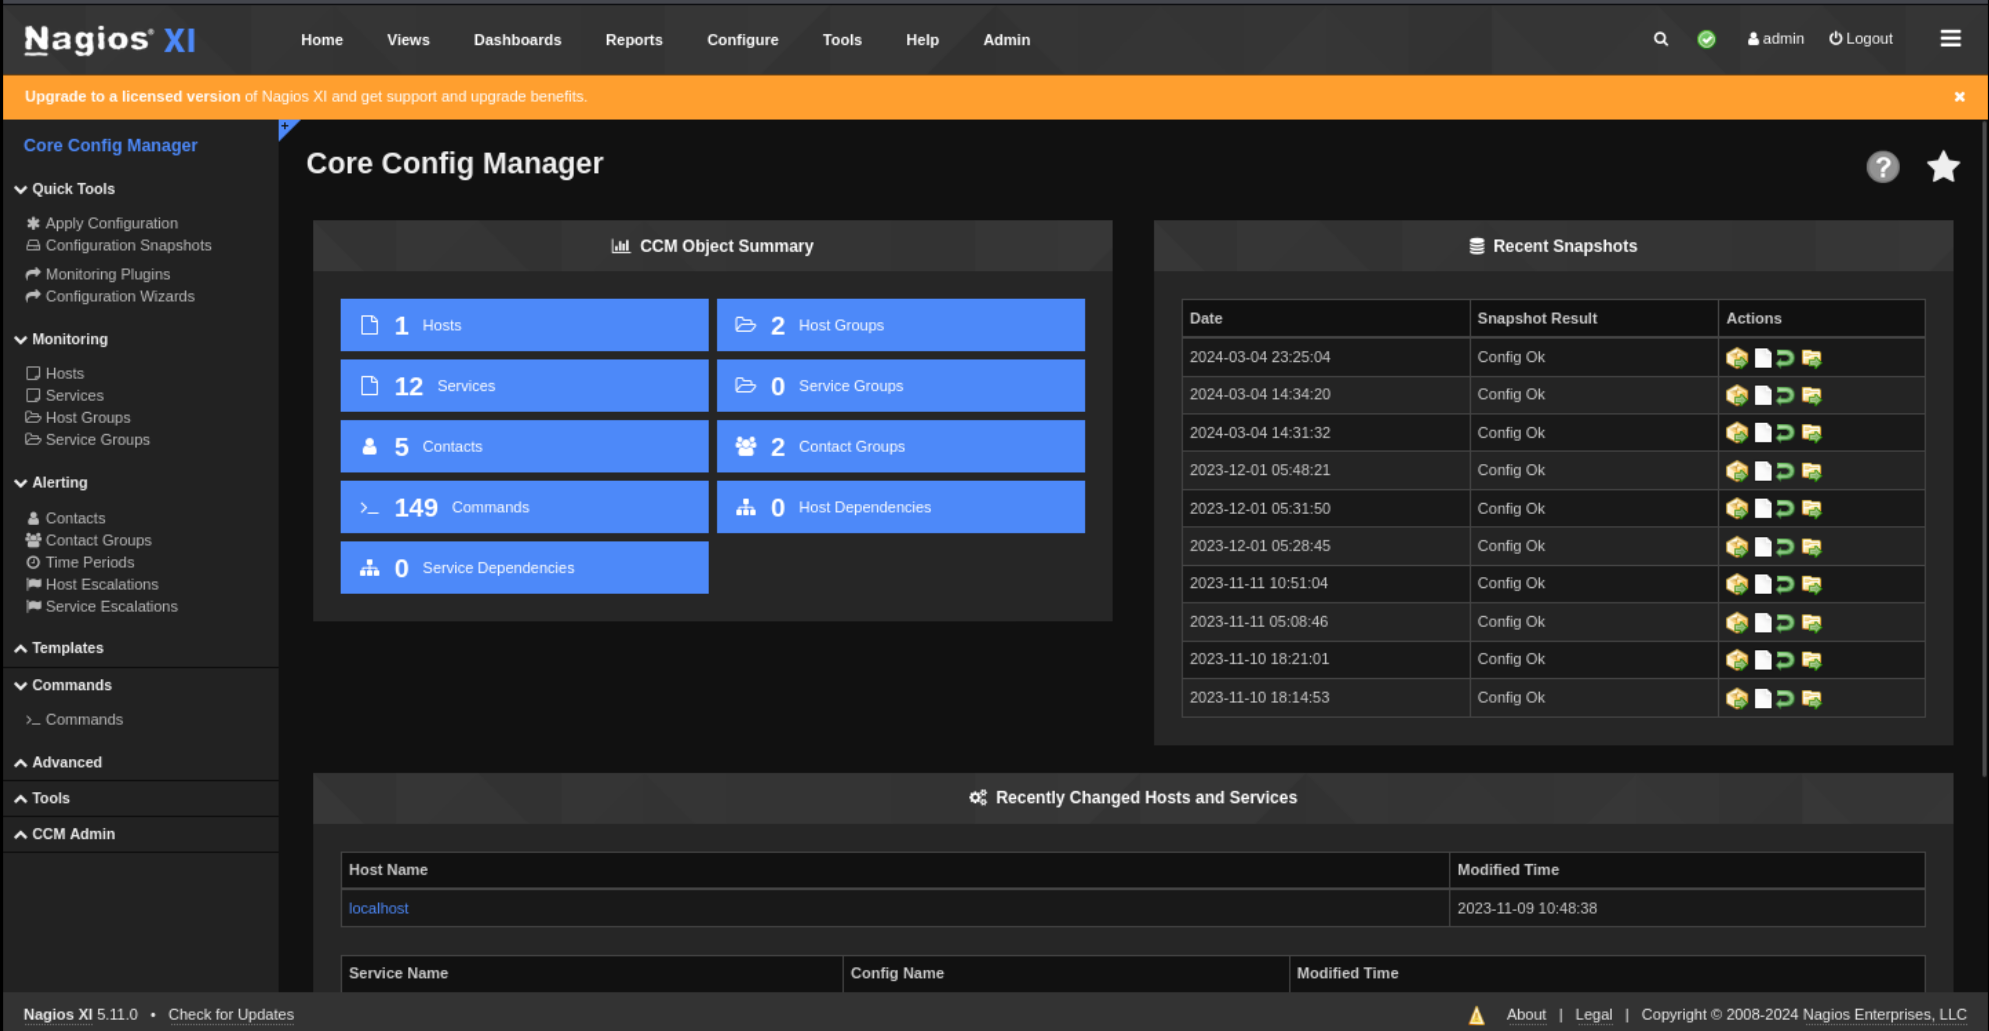 Nagios® XI
Home Views Dashboards Reports Configure Tools Help Admin
admin Logout
Upgrade to a licensed version of Nagios XI and get support and upgrade benefits.
Core Config Manager
Quick Tools
Apply Configuration
Configuration Snapshots
Monitoring Plugins
Configuration Wizards
Monitoring
Hosts
Services
Host Groups
Service Groups
Alerting
Contacts
Contact Groups
Time Periods
Host Escalations
Service Escalations
Templates
Commands
>_ Commands
Advanced
Tools
CCM Admin
Core Config Manager
CCM Object Summary
1 Hosts
2 Host Groups
12 Services
0 Service Groups
5 Contacts
2 Contact Groups
>_ 149 Commands
0 Host Dependencies
0 Service Dependencies
Recent Snapshots
Date Snapshot Result Actions
2024-03-04 23:25:04 Config Ok
2024-03-04 14:34:20 Config Ok
2024-03-04 14:31:32 Config Ok
2023-12-01 05:48:21 Config Ok
2023-12-01 05:31:50 Config Ok
2023-12-01 05:28:45 Config Ok
2023-11-11 10:51:04 Config Ok
2023-11-11 05:08:46 Config Ok
2023-11-10 18:21:01 Config Ok
2023-11-10 18:14:53 Config Ok
Recently Changed Hosts and Services
Host Name Modified Time
localhost 2023-11-09 10:48:38
Service Name Config Name Modified Time
Nagios XI 5.11.0 • Check for Updates
About | Legal | Copyright © 2008-2024 Nagios Enterprises, LLC